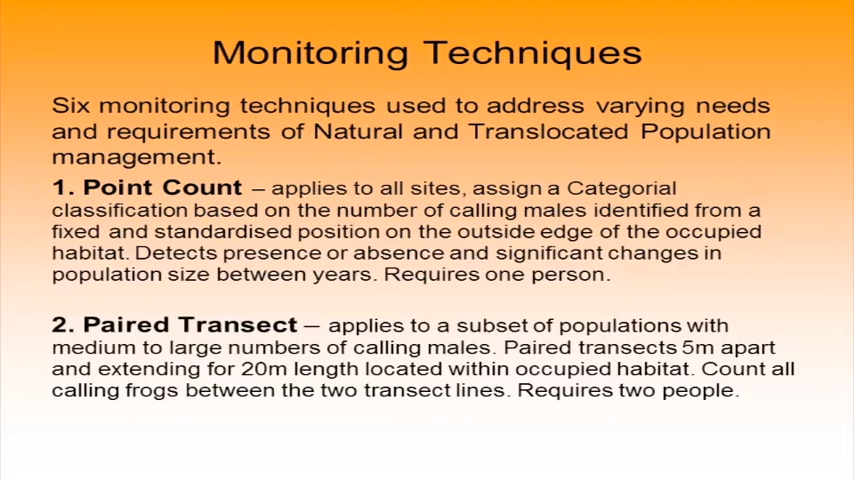 Monitoring Techniques
Six monitoring techniques used to address varying needs
and requirements of Natural and Translocated Population
management.
1. Point Count – applies to all sites, assign a Categorial
classification based on the number of calling males identified from a
fixed and standardised position on the outside edge of the occupied
habitat. Detects presence or absence and significant changes in
population size between years. Requires one person.
2. Paired Transect – applies to a subset of populations with
medium to large numbers of calling males. Paired transects 5m apart
and extending for 20m length located within occupied habitat. Count all
calling frogs between the two transect lines. Requires two people.